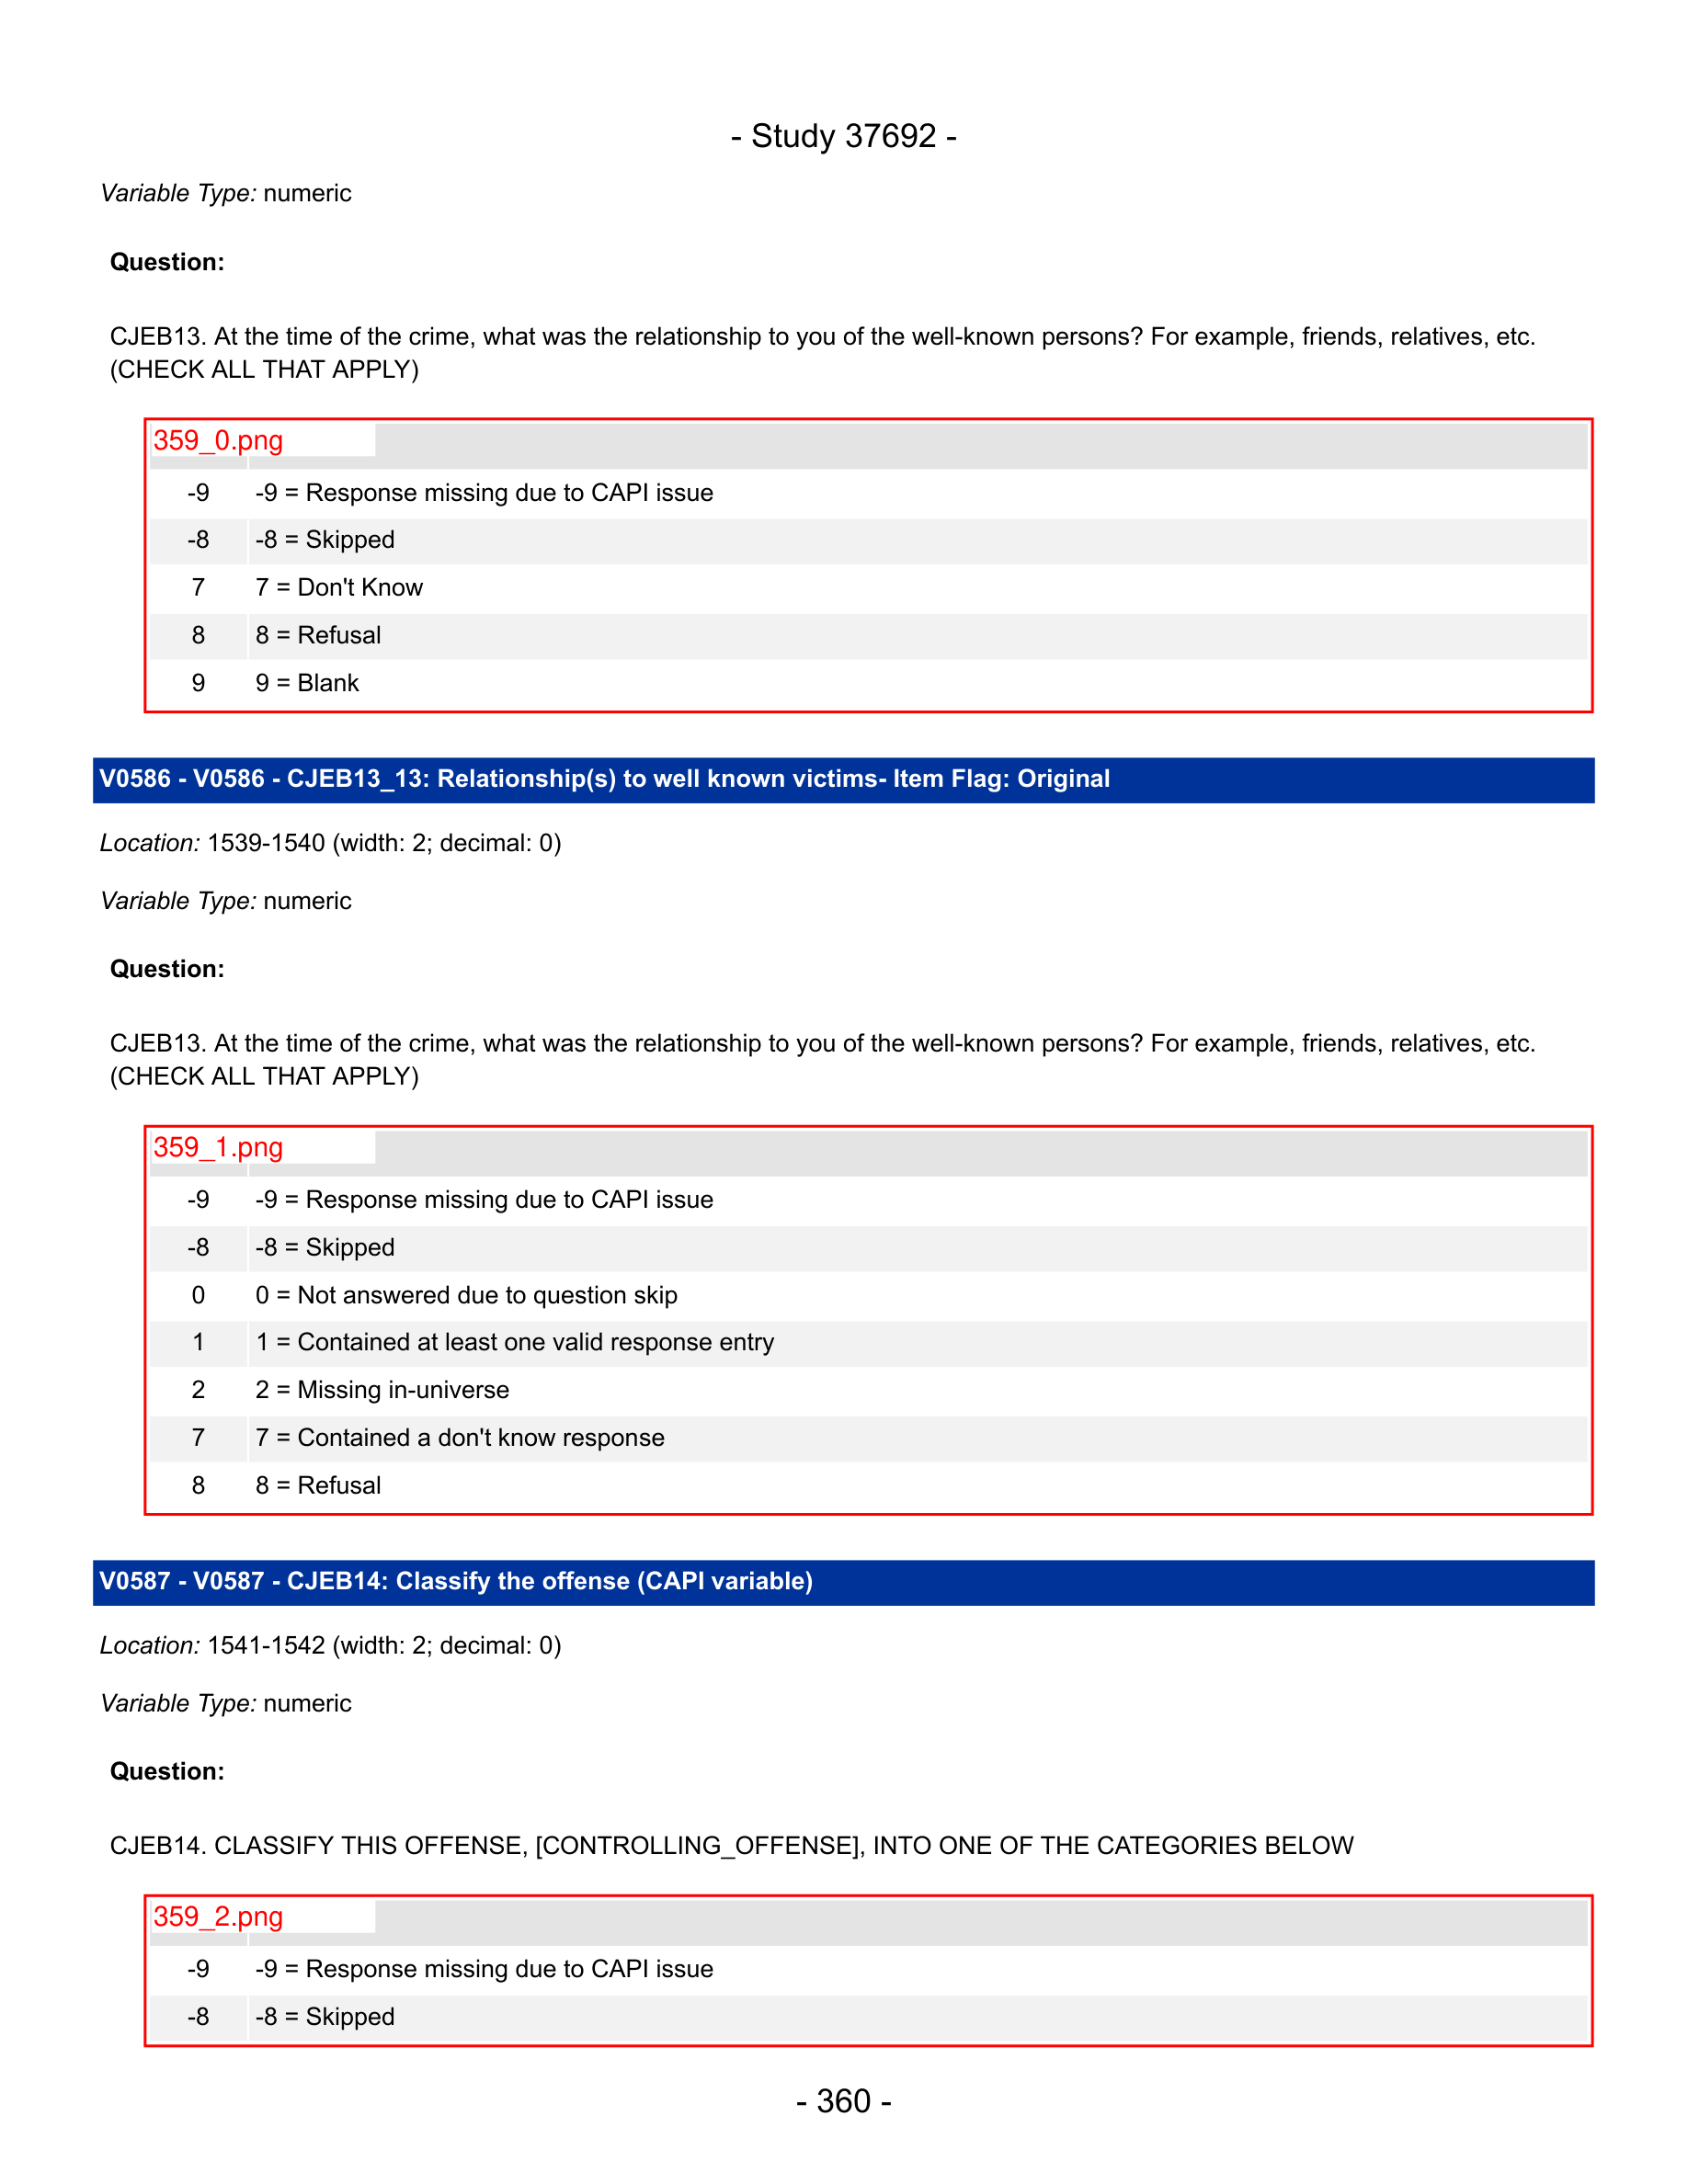 - Study 37692 -
Variable Type: numeric
Question:
CJEB13. At the time of the crime, what was the relationship to you of the well-known persons? For example, friends, relatives, etc.
(CHECK ALL THAT APPLY)
359_0.png
-9 -9 = Response missing due to CAPI issue
-8 -8 = Skipped
7 7 = Don't Know
8 8 = Refusal
9 9 = Blank
V0586 - V0586 - CJEB13_13: Relationship(s) to well known victims- Item Flag: Original
Location: 1539-1540 (width: 2; decimal: 0)
Variable Type: numeric
Question:
CJEB13. At the time of the crime, what was the relationship to you of the well-known persons? For example, friends, relatives, etc.
(CHECK ALL THAT APPLY)
359_1.png
-9 -9 = Response missing due to CAPI issue
-8 -8 = Skipped
0 0 = Not answered due to question skip
1 1 = Contained at least one valid response entry
2 2 = Missing in-universe
7 7 = Contained a don't know response
8 8 = Refusal
V0587 - V0587 - CJEB14: Classify the offense (CAPI variable)
Location: 1541-1542 (width: 2; decimal: 0)
Variable Type: numeric
Question:
CJEB14. CLASSIFY THIS OFFENSE, [CONTROLLING_OFFENSE], INTO ONE OF THE CATEGORIES BELOW
359_2.png
-9 -9 = Response missing due to CAPI issue
-8 -8 = Skipped
- 360 -